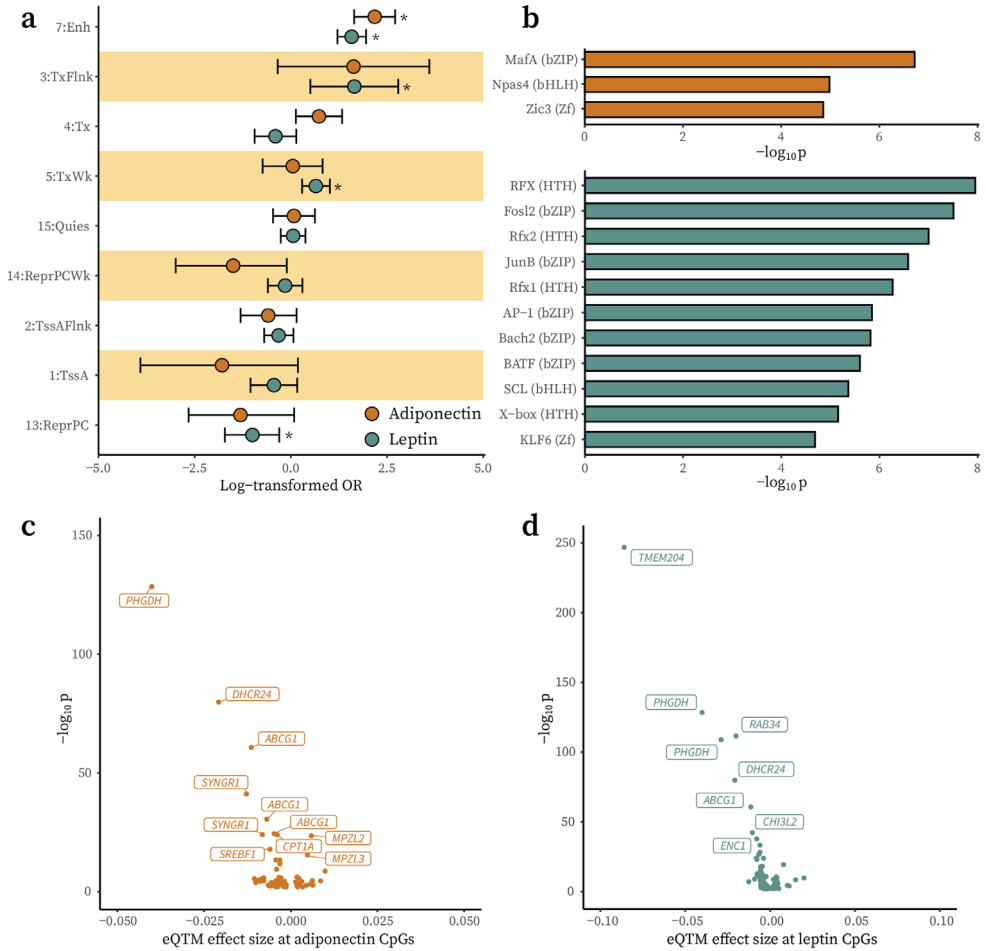 a
7:Enh
*
*
3:TxFlnk
*
4:Tx
5:TxWk
*
15:Quies
14:ReprPCWk
2:TssAFlnk
1:TssA
13:ReprPC
*
Adiponectin
Leptin
−5.0 −2.5 0.0 2.5 5.0
Log−transformed OR
b
MafA (bZIP)
Npas4 (bHLH)
Zic3 (Zf)
0 2 4 6 8
−log10 p
RFX (HTH)
Fosl2 (bZIP)
Rfx2 (HTH)
JunB (bZIP)
Rfx1 (HTH)
AP−1 (bZIP)
Bach2 (bZIP)
BATF (bZIP)
SCL (bHLH)
X−box (HTH)
KLF6 (Zf)
0 2 4 6 8
−log10 p
c
−log10 p
150
100
50
0
PHGDH
DHCR24
ABCG1
SYNGR1
ABCG1
SYNGR1
ABCG1
MPZL2
CPT1A
SREBF1
MPZL3
−0.050 −0.025 0.000 0.025 0.050
eQTM effect size at adiponectin CpGs
d
−log10 p
250
200
150
100
50
0
TMEM204
PHGDH
RAB34
PHGDH
DHCR24
ABCG1
CHI3L2
ENC1
−0.10 −0.05 0.00 0.05 0.10
eQTM effect size at leptin CpGs